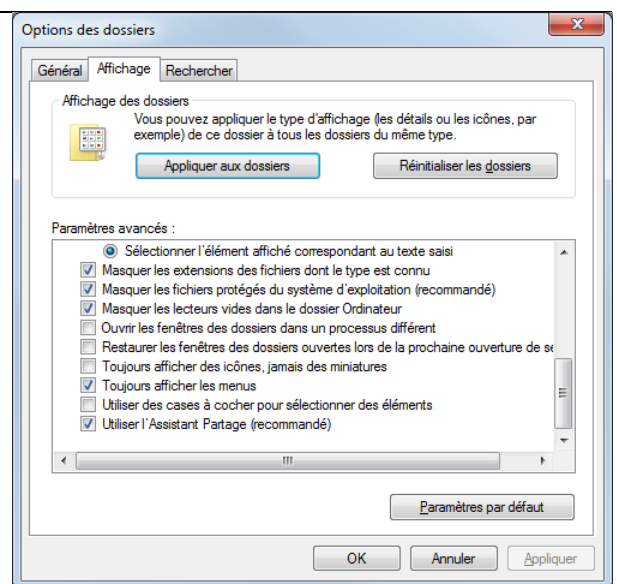 Options des dossiers
Général Affichage Rechercher
Affichage des dossiers
Vous pouvez appliquer le type d'affichage (les détails ou les icônes, par
exemple) de ce dossier à tous les dossiers du même type.
Appliquer aux dossiers Réinitialiser les dossiers
Paramètres avancés :
Sélectionner l'élément affiché correspondant au texte saisi
Masquer les extensions des fichiers dont le type est connu
Masquer les fichiers protégés du système d'exploitation (recommandé)
Masquer les lecteurs vides dans le dossier Ordinateur
Ouvrir les fenêtres des dossiers dans un processus différent
Restaurer les fenêtres des dossiers ouvertes lors de la prochaine ouverture de se
Toujours afficher des icônes, jamais des miniatures
Toujours afficher les menus
Utiliser des cases à cocher pour sélectionner des éléments
Utiliser l'Assistant Partage (recommandé)
Paramètres par défaut
OK Annuler Appliquer